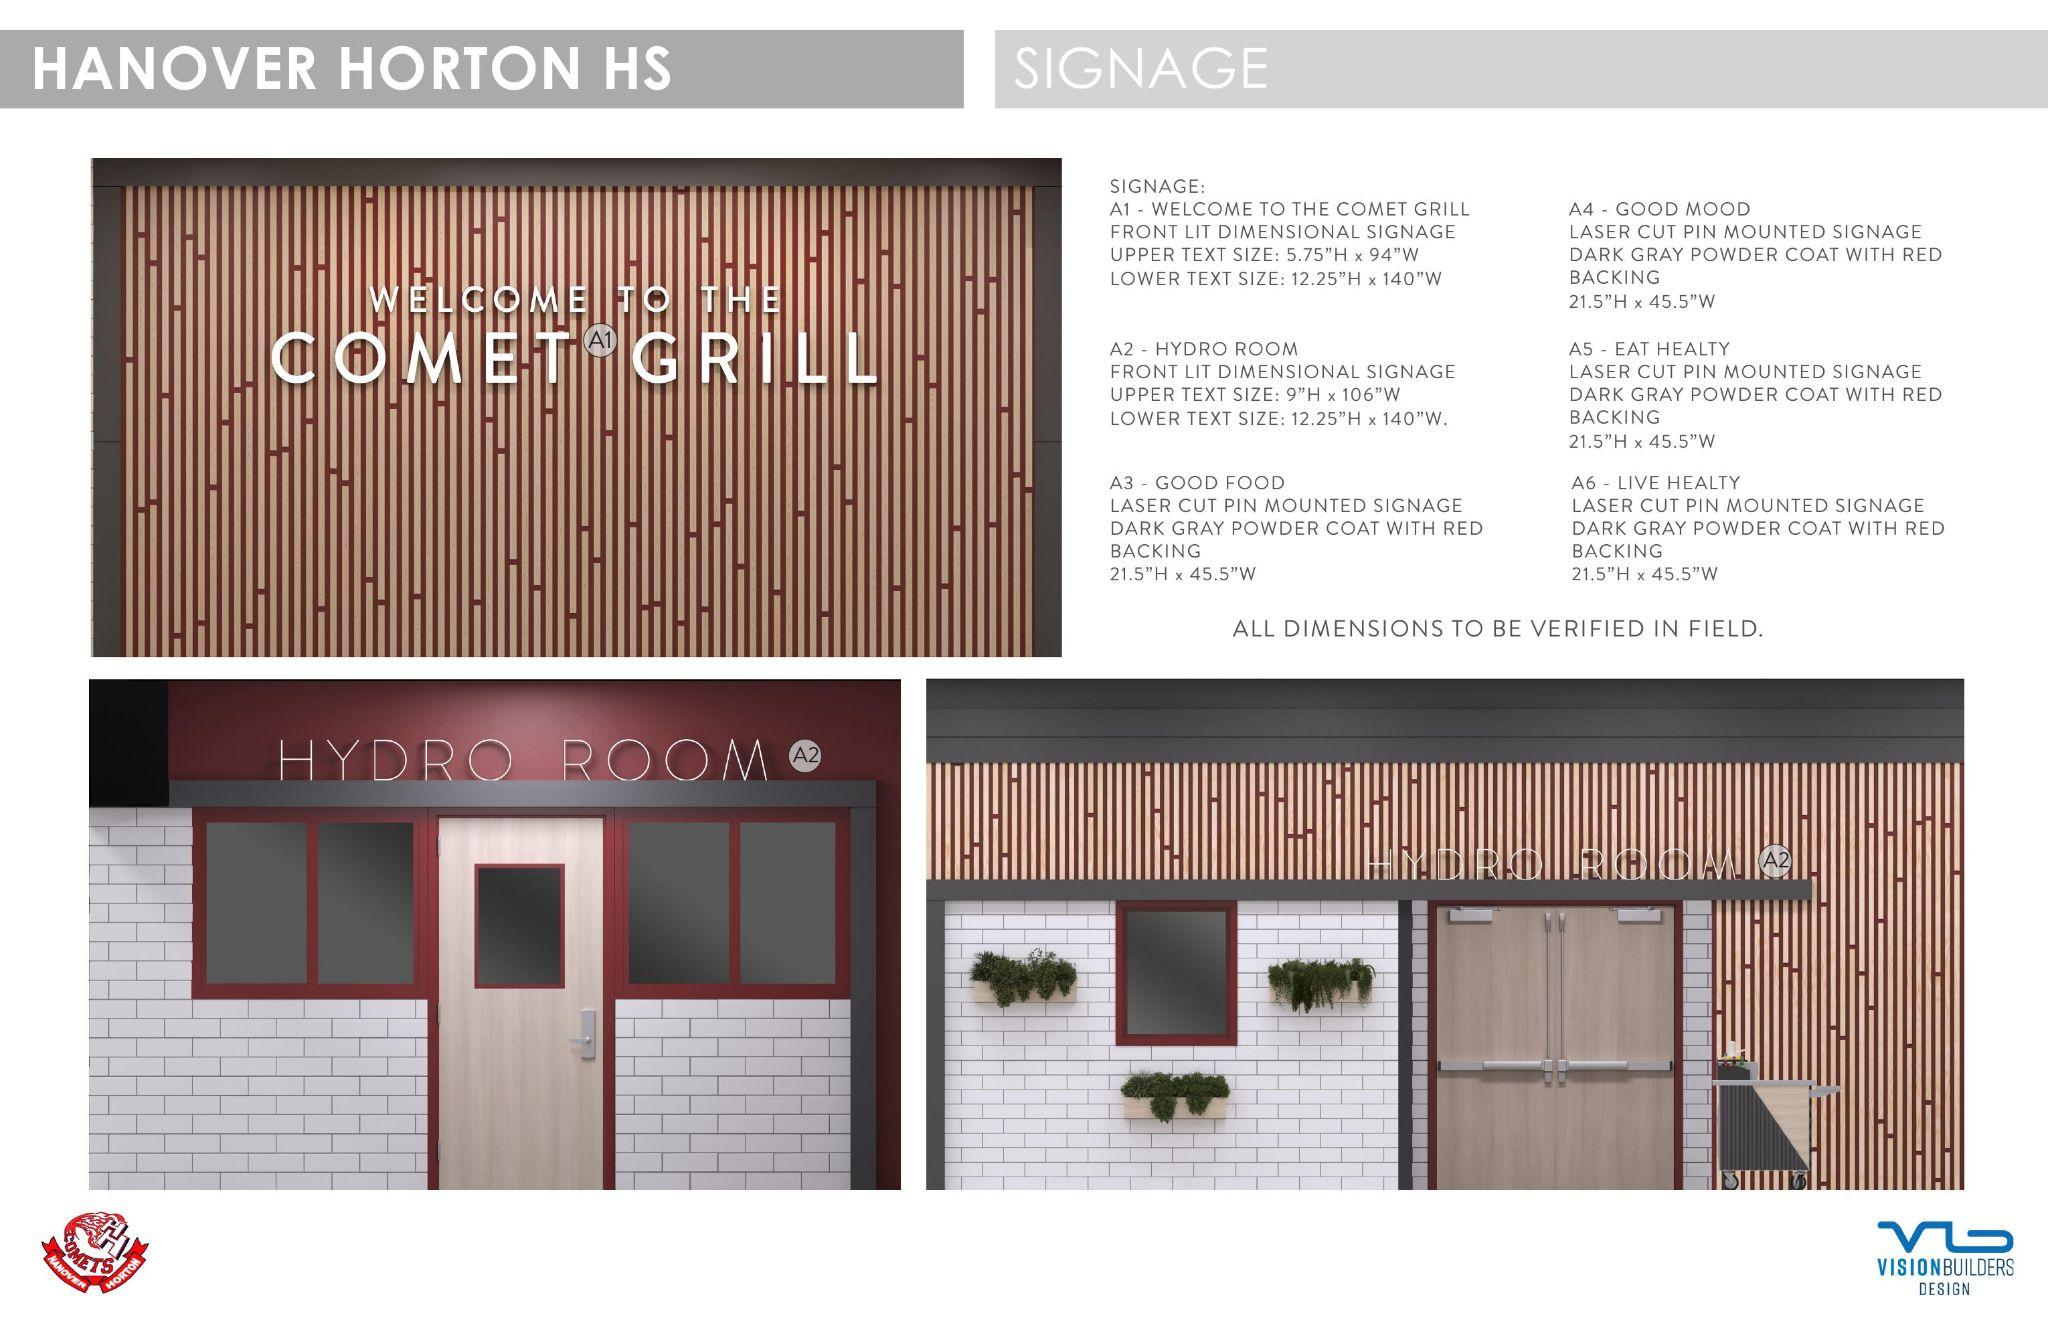 HANOVER HORTON HS
SIGNAGE
WELCOME TO THE
COMET GRILL
A1
SIGNAGE:
A1 - WELCOME TO THE COMET GRILL
FRONT LIT DIMENSIONAL SIGNAGE
UPPER TEXT SIZE: 5.75”H x 94”W
LOWER TEXT SIZE: 12.25”H x 140”W
A2 - HYDRO ROOM
FRONT LIT DIMENSIONAL SIGNAGE
UPPER TEXT SIZE: 9”H x 106”W
LOWER TEXT SIZE: 12.25”H x 140”W.
A3 - GOOD FOOD
LASER CUT PIN MOUNTED SIGNAGE
DARK GRAY POWDER COAT WITH RED
BACKING
21.5”H x 45.5”W
A4 - GOOD MOOD
LASER CUT PIN MOUNTED SIGNAGE
DARK GRAY POWDER COAT WITH RED
BACKING
21.5”H x 45.5”W
A5 - EAT HEALTY
LASER CUT PIN MOUNTED SIGNAGE
DARK GRAY POWDER COAT WITH RED
BACKING
21.5”H x 45.5”W
A6 - LIVE HEALTY
LASER CUT PIN MOUNTED SIGNAGE
DARK GRAY POWDER COAT WITH RED
BACKING
21.5”H x 45.5”W
ALL DIMENSIONS TO BE VERIFIED IN FIELD.
HYDRO ROOM
A2
HYDRO ROOM
A2
HH
COMETS
HANOVER HORTON
VISIONBUILDERS
DESIGN